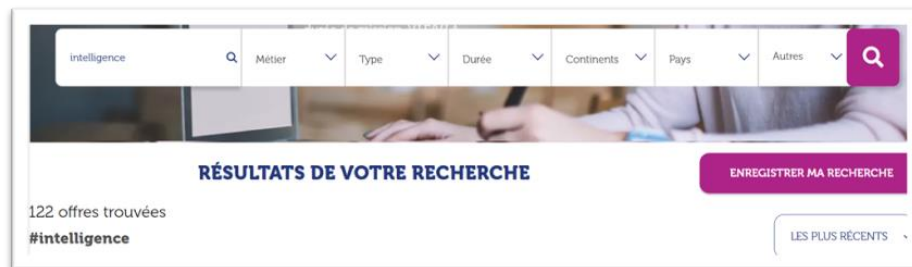 intelligence Métier Type Durée Continents Pays Autres
RÉSULTATS DE VOTRE RECHERCHE
ENREGISTRER MA RECHERCHE
122 offres trouvées
#intelligence
LES PLUS RÉCENTS